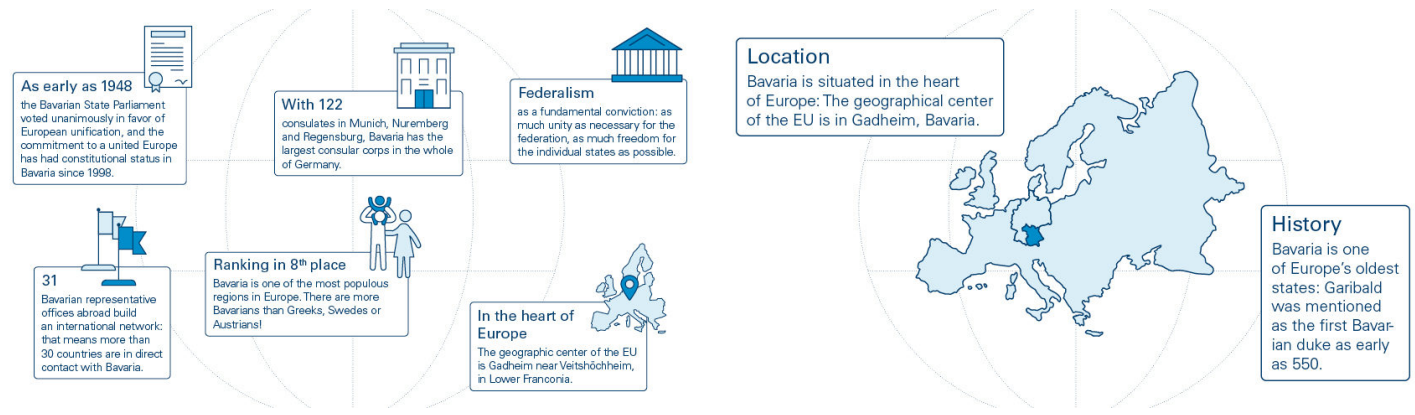 As early as 1948
the Bavarian State Parliament
voted unanimously in favor of
European unification, and the
commitment to a united Europe
has had constitutional status in
Bavaria since 1998.
With 122
consulates in Munich, Nuremberg
and Regensburg, Bavaria has the
largest consular corps in the whole
of Germany.
Federalism
as a fundamental conviction: as
much unity as necessary for the
federation, as much freedom for
the individual states as possible.
31
Bavarian representative
offices abroad build
an international network:
that means more than
30 countries are in direct
contact with Bavaria.
Ranking in 8th place
Bavaria is one of the most populous
regions in Europe. There are more
Bavarians than Greeks, Swedes or
Austrians!
In the heart of
Europe
The geographic center of the EU
is Gadheim near Veitshöchheim,
in Lower Franconia.
Location
Bavaria is situated in the heart
of Europe: The geographical center
of the EU is in Gadheim, Bavaria.
History
Bavaria is one
of Europe's oldest
states: Garibald
was mentioned
as the first Bavar-
ian duke as early
as 550.